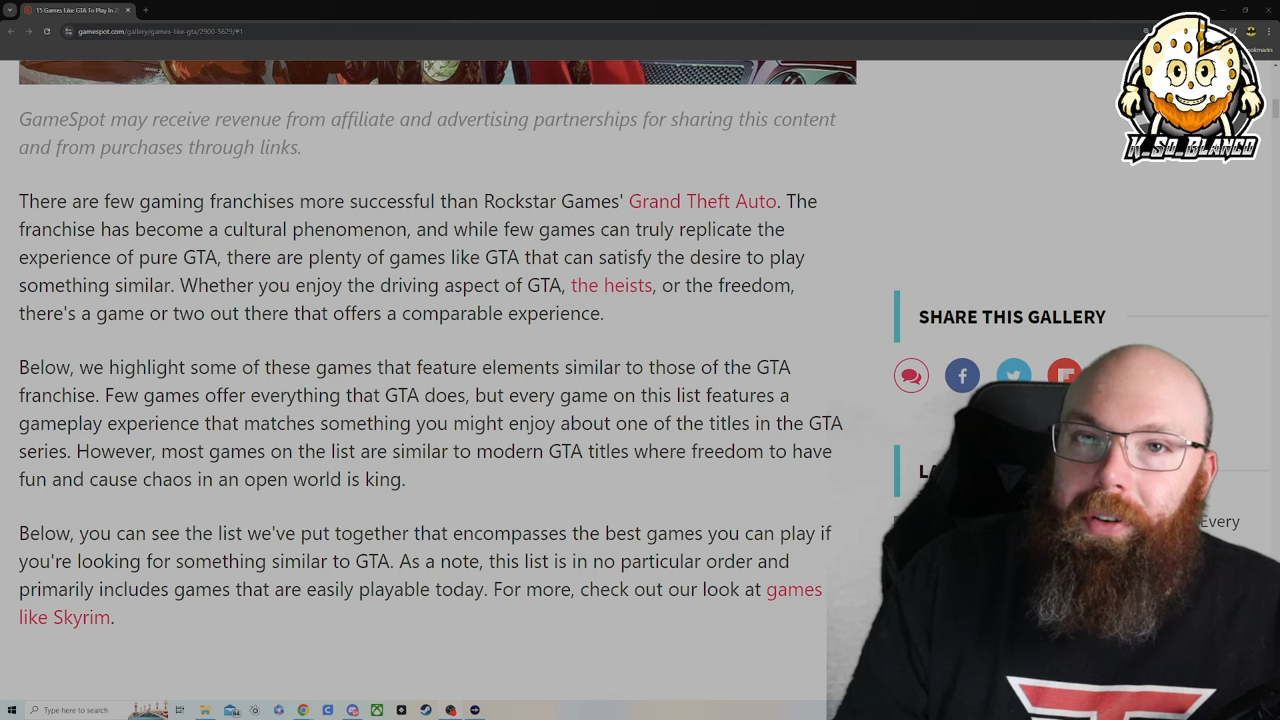 15 Games Like GTA To Play In 2
gamespot.com/gallery/games-like-gta/2900-5629/#1
ookmarks
K_So_Blanco
GameSpot may receive revenue from affiliate and advertising partnerships for sharing this content
and from purchases through links.
There are few gaming franchises more successful than Rockstar Games' Grand Theft Auto. The
franchise has become a cultural phenomenon, and while few games can truly replicate the
experience of pure GTA, there are plenty of games like GTA that can satisfy the desire to play
something similar. Whether you enjoy the driving aspect of GTA, the heists, or the freedom,
there's a game or two out there that offers a comparable experience.
SHARE THIS GALLERY
Below, we highlight some of these games that feature elements similar to those of the GTA
franchise. Few games offer everything that GTA does, but every game on this list features a
gameplay experience that matches something you might enjoy about one of the titles in the GTA
series. However, most games on the list are similar to modern GTA titles where freedom to have
fun and cause chaos in an open world is king.
Every
Below, you can see the list we've put together that encompasses the best games you can play if
you're looking for something similar to GTA. As a note, this list is in no particular order and
primarily includes games that are easily playable today. For more, check out our look at games
like Skyrim.
Type here to search